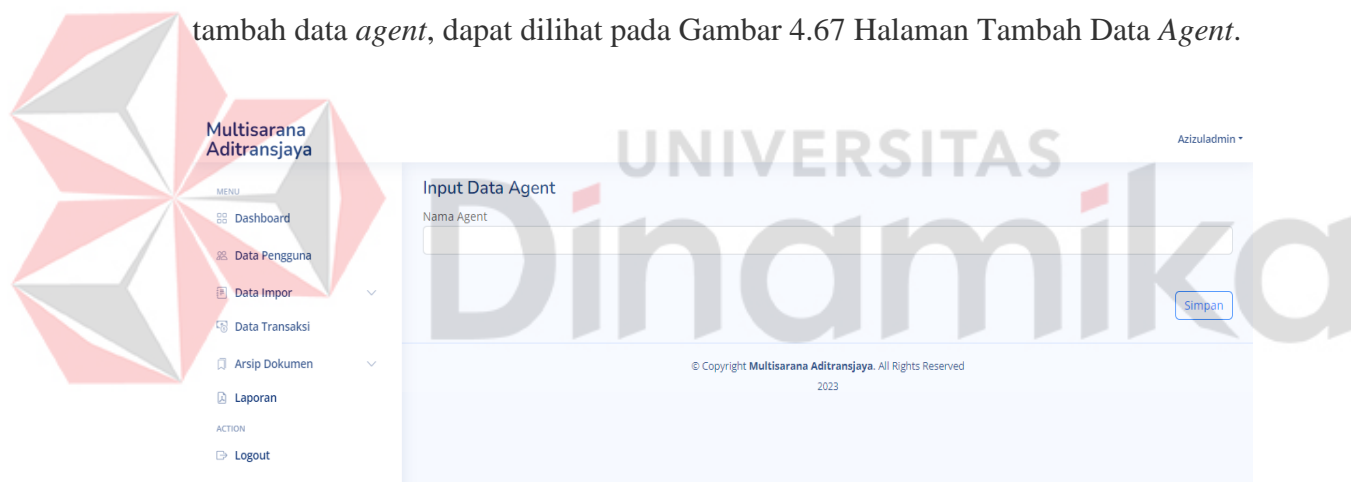 tambah data agent, dapat dilihat pada Gambar 4.67 Halaman Tambah Data Agent.
Multisarana
Aditransjaya
UNIVERSITAS
Dinamika
Azizuladmin
MENU
Dashboard
Data Pengguna
Data Impor
Data Transaksi
Arsip Dokumen
Laporan
ACTION
Logout
Input Data Agent
Nama Agent
Simpan
© Copyright Multisarana Aditransjaya. All Rights Reserved
2023